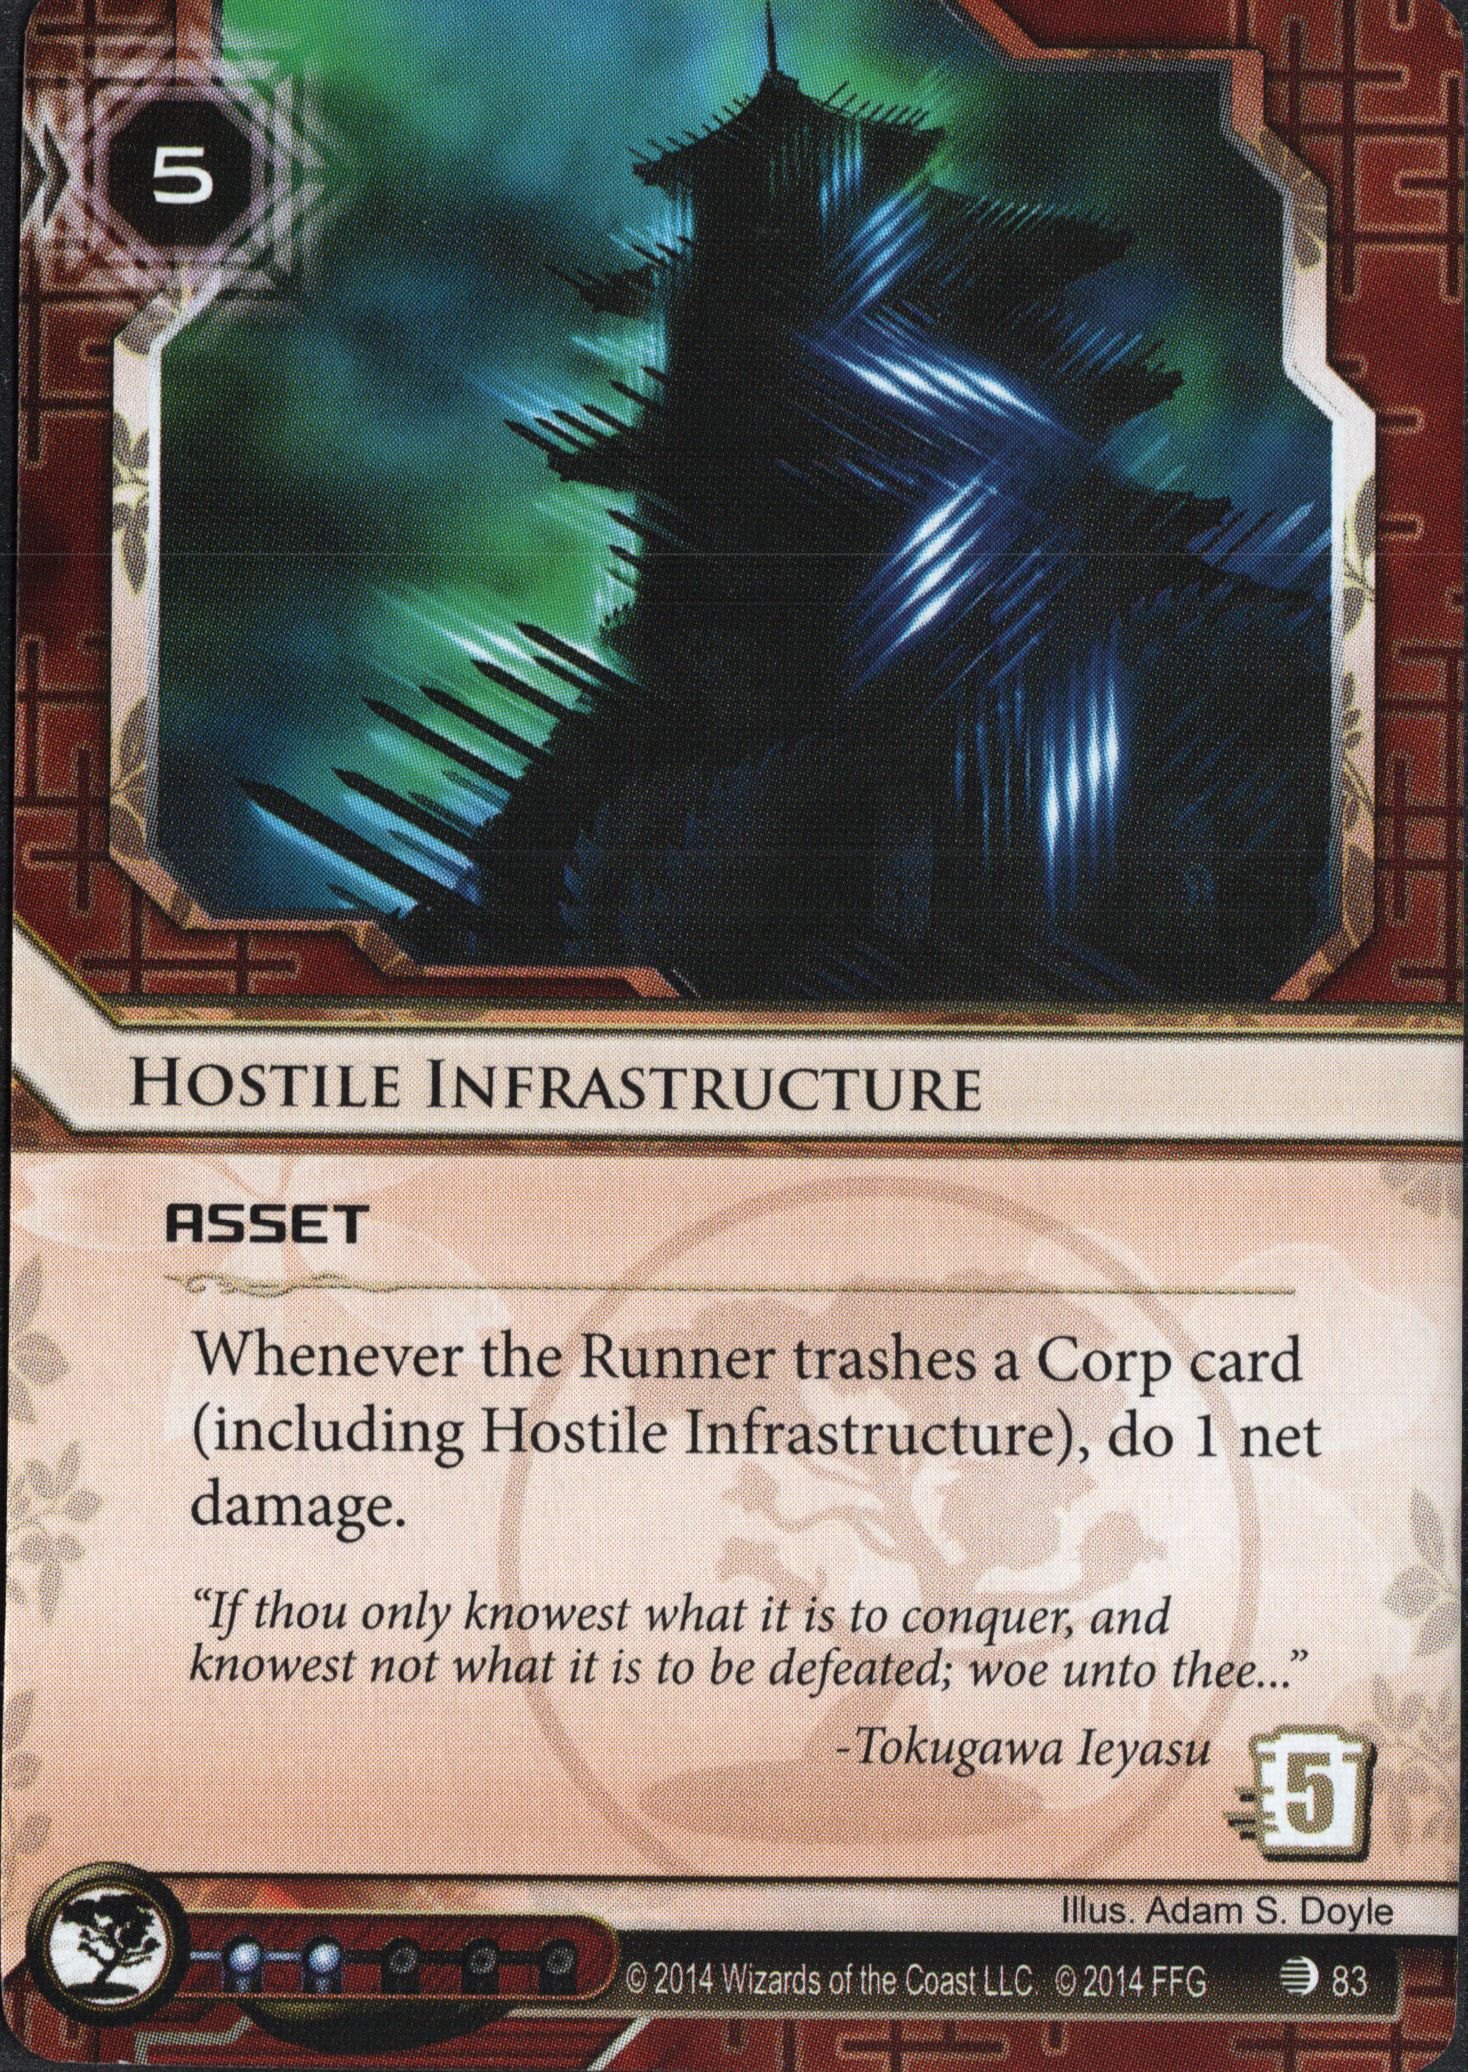 5
HOSTILE INFRASTRUCTURE
ASSET
Whenever the Runner trashes a Corp card
(including Hostile Infrastructure), do 1 net
damage.
“If thou only knowest what it is to conquer, and
knowest not what it is to be defeated; woe unto thee...”
-Tokugawa Ieyasu
5
Illus. Adam S. Doyle
© 2014 Wizards of the Coast LLC. © 2014 FFG
83